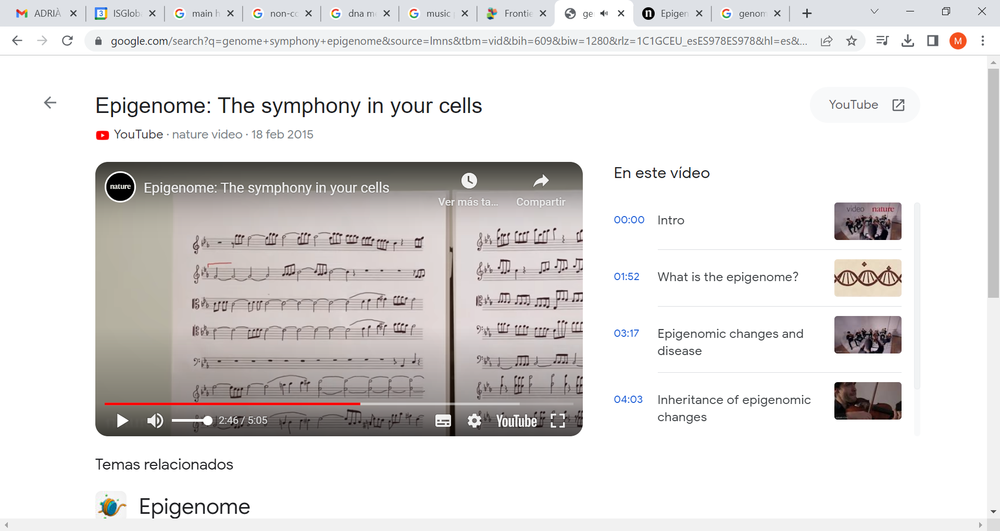 ADRIÀ
3
ISGlob
main h
non-co
dna m
music
Frontie
ge
n
Epigen
genom
google.com/search?q=genome+symphony+epigenome&source=lmns&tbm=vid&bih=609&biw=1280&rlz=1C1GCEU_esES978ES978&hl=es&...
M
Epigenome: The symphony in your cells
YouTube
YouTube · nature video · 18 feb 2015
nature
Epigenome: The symphony in your cells
Ver más ta...
Compartir
2:46 / 5:05
YouTube
En este vídeo
00:00 Intro
video nature
01:52 What is the epigenome?
03:17 Epigenomic changes and
disease
04:03 Inheritance of epigenomic
changes
Temas relacionados
Epigenome